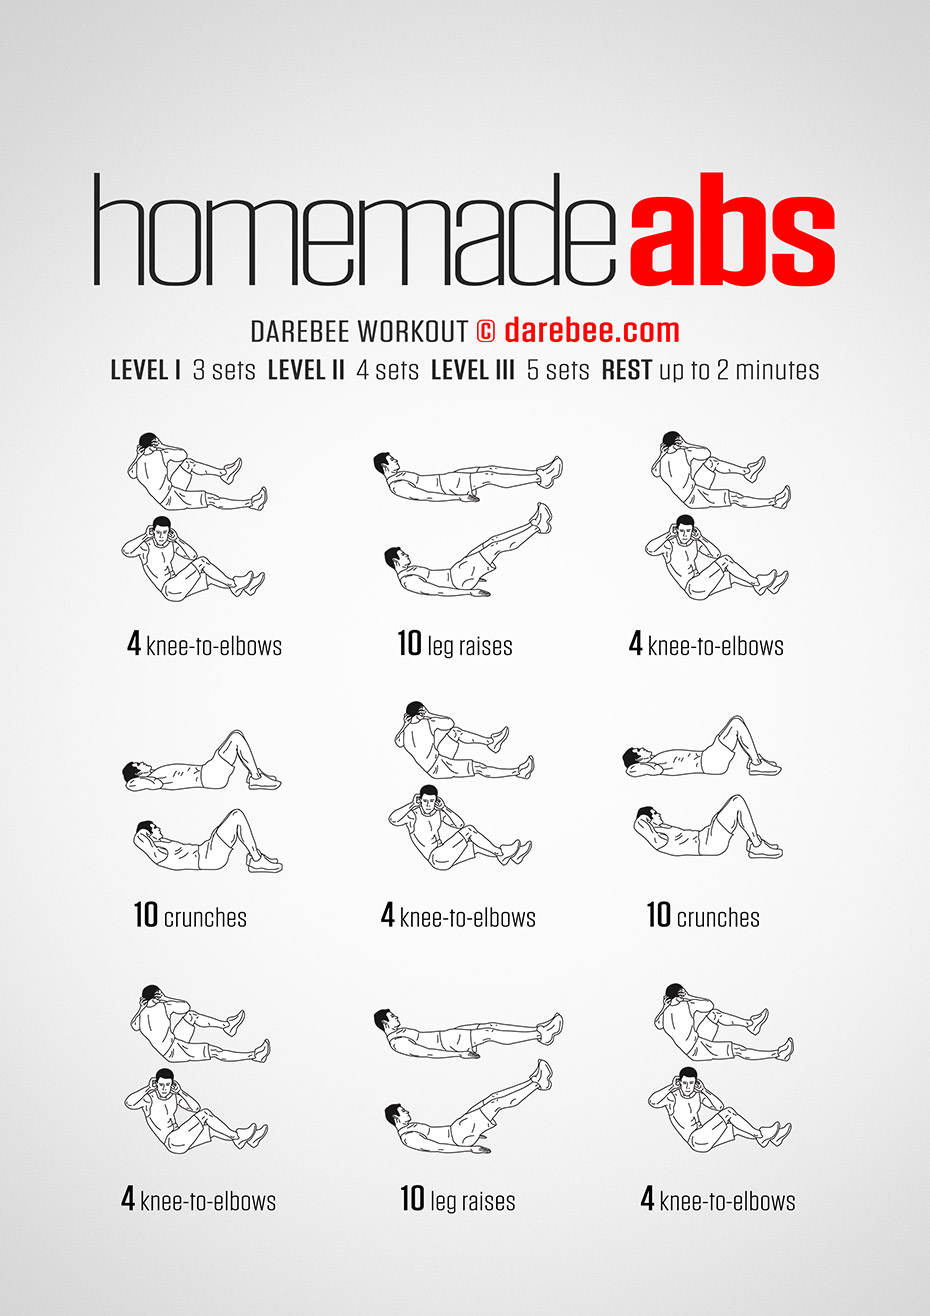 homemade abs
DAREBEE WORKOUT © darebee.com
LEVEL I 3 sets LEVEL II 4 sets LEVEL III 5 sets REST up to 2 minutes
4 knee-to-elbows
10 leg raises
4 knee-to-elbows
10 crunches
4 knee-to-elbows
10 crunches
4 knee-to-elbows
10 leg raises
4 knee-to-elbows